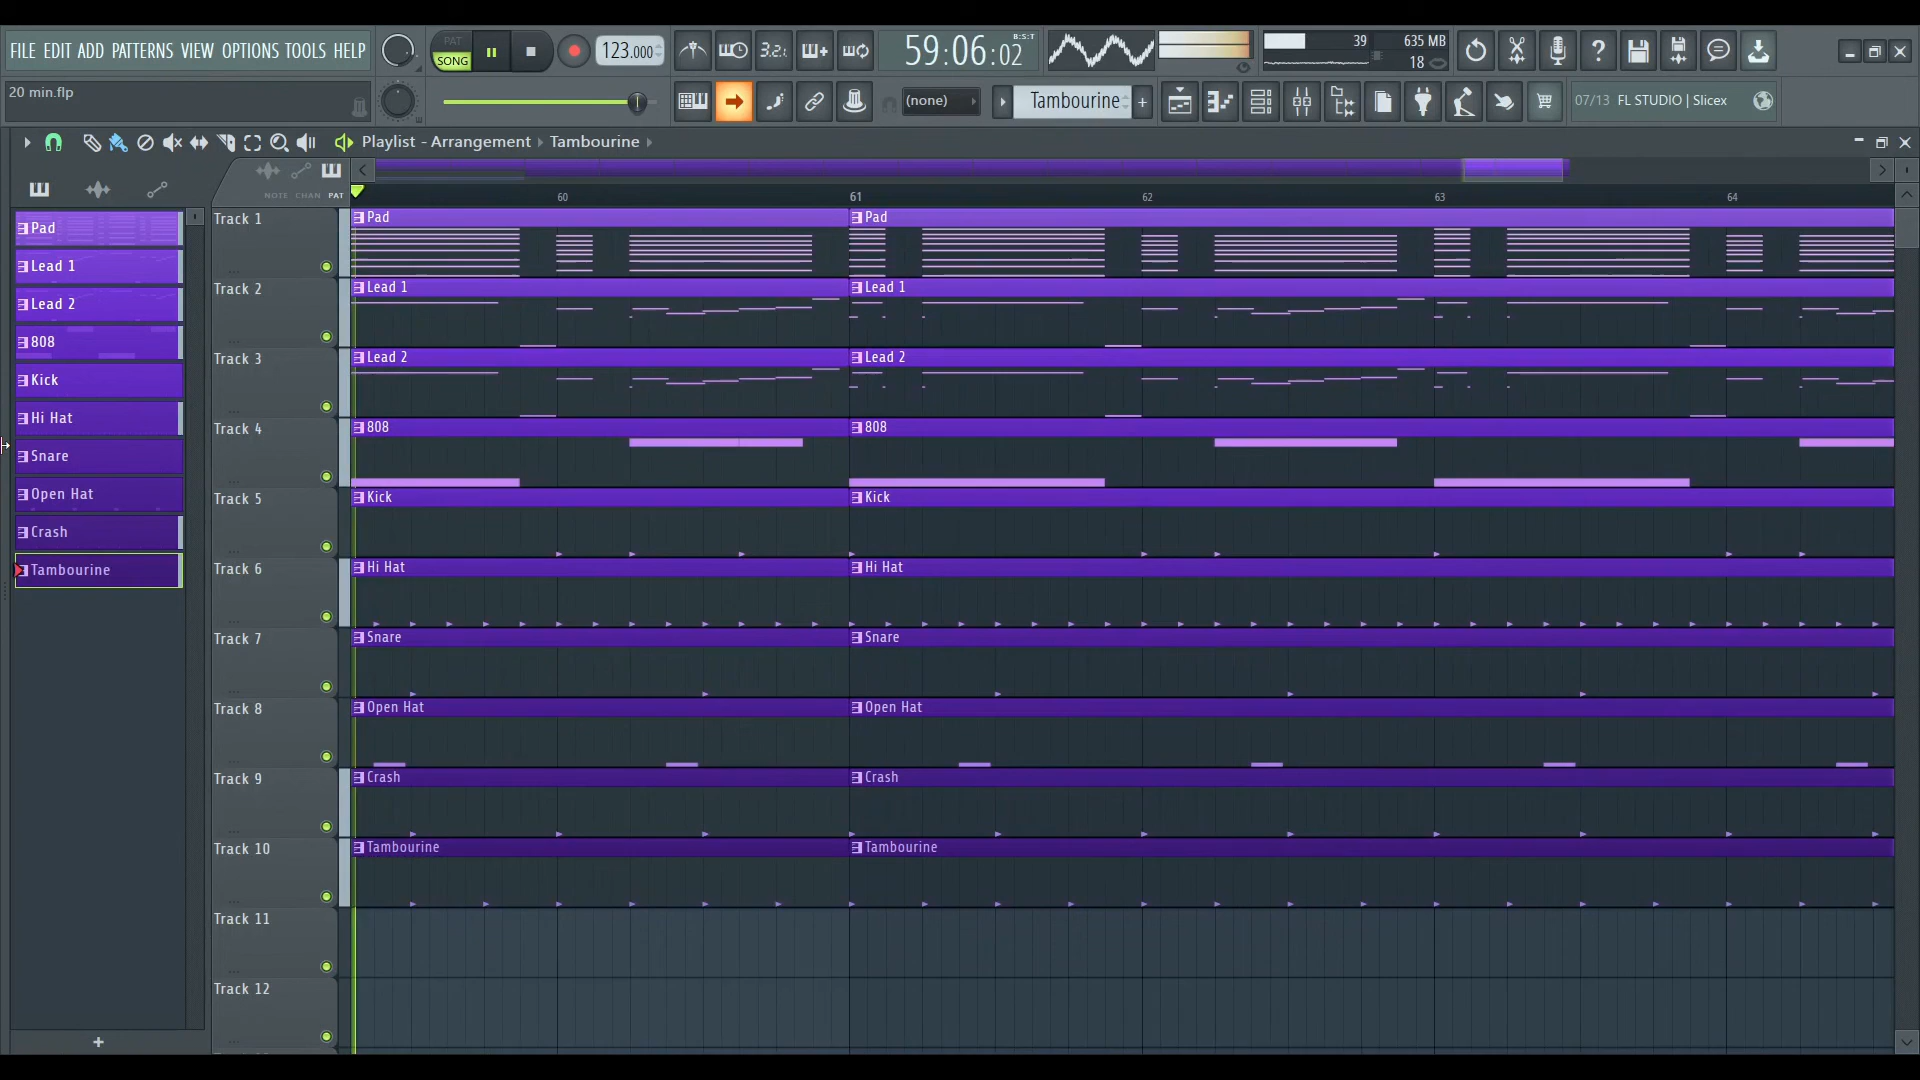 FILE EDIT ADD PATTERNS VIEW OPTIONS TOOLS HELP
PAT
SONG
123.000
3.2.
59:06:02
B:S:T
39
635 MB
18
20 min.flp
(none)
Tambourine
07/13 FL STUDIO | Slicex
Playlist - Arrangement Tambourine
NOTE CHAN PAT
60
61
62
63
64
Pad
Lead 1
Lead 2
808
Kick
Hi Hat
Snare
Open Hat
Crash
Tambourine
Track 1
Pad
Pad
Track 2
Lead 1
Lead 1
Track 3
Lead 2
Lead 2
Track 4
808
808
Track 5
Kick
Kick
Track 6
Hi Hat
Hi Hat
Track 7
Snare
Snare
Track 8
Open Hat
Open Hat
Track 9
Crash
Crash
Track 10
Tambourine
Tambourine
Track 11
Track 12